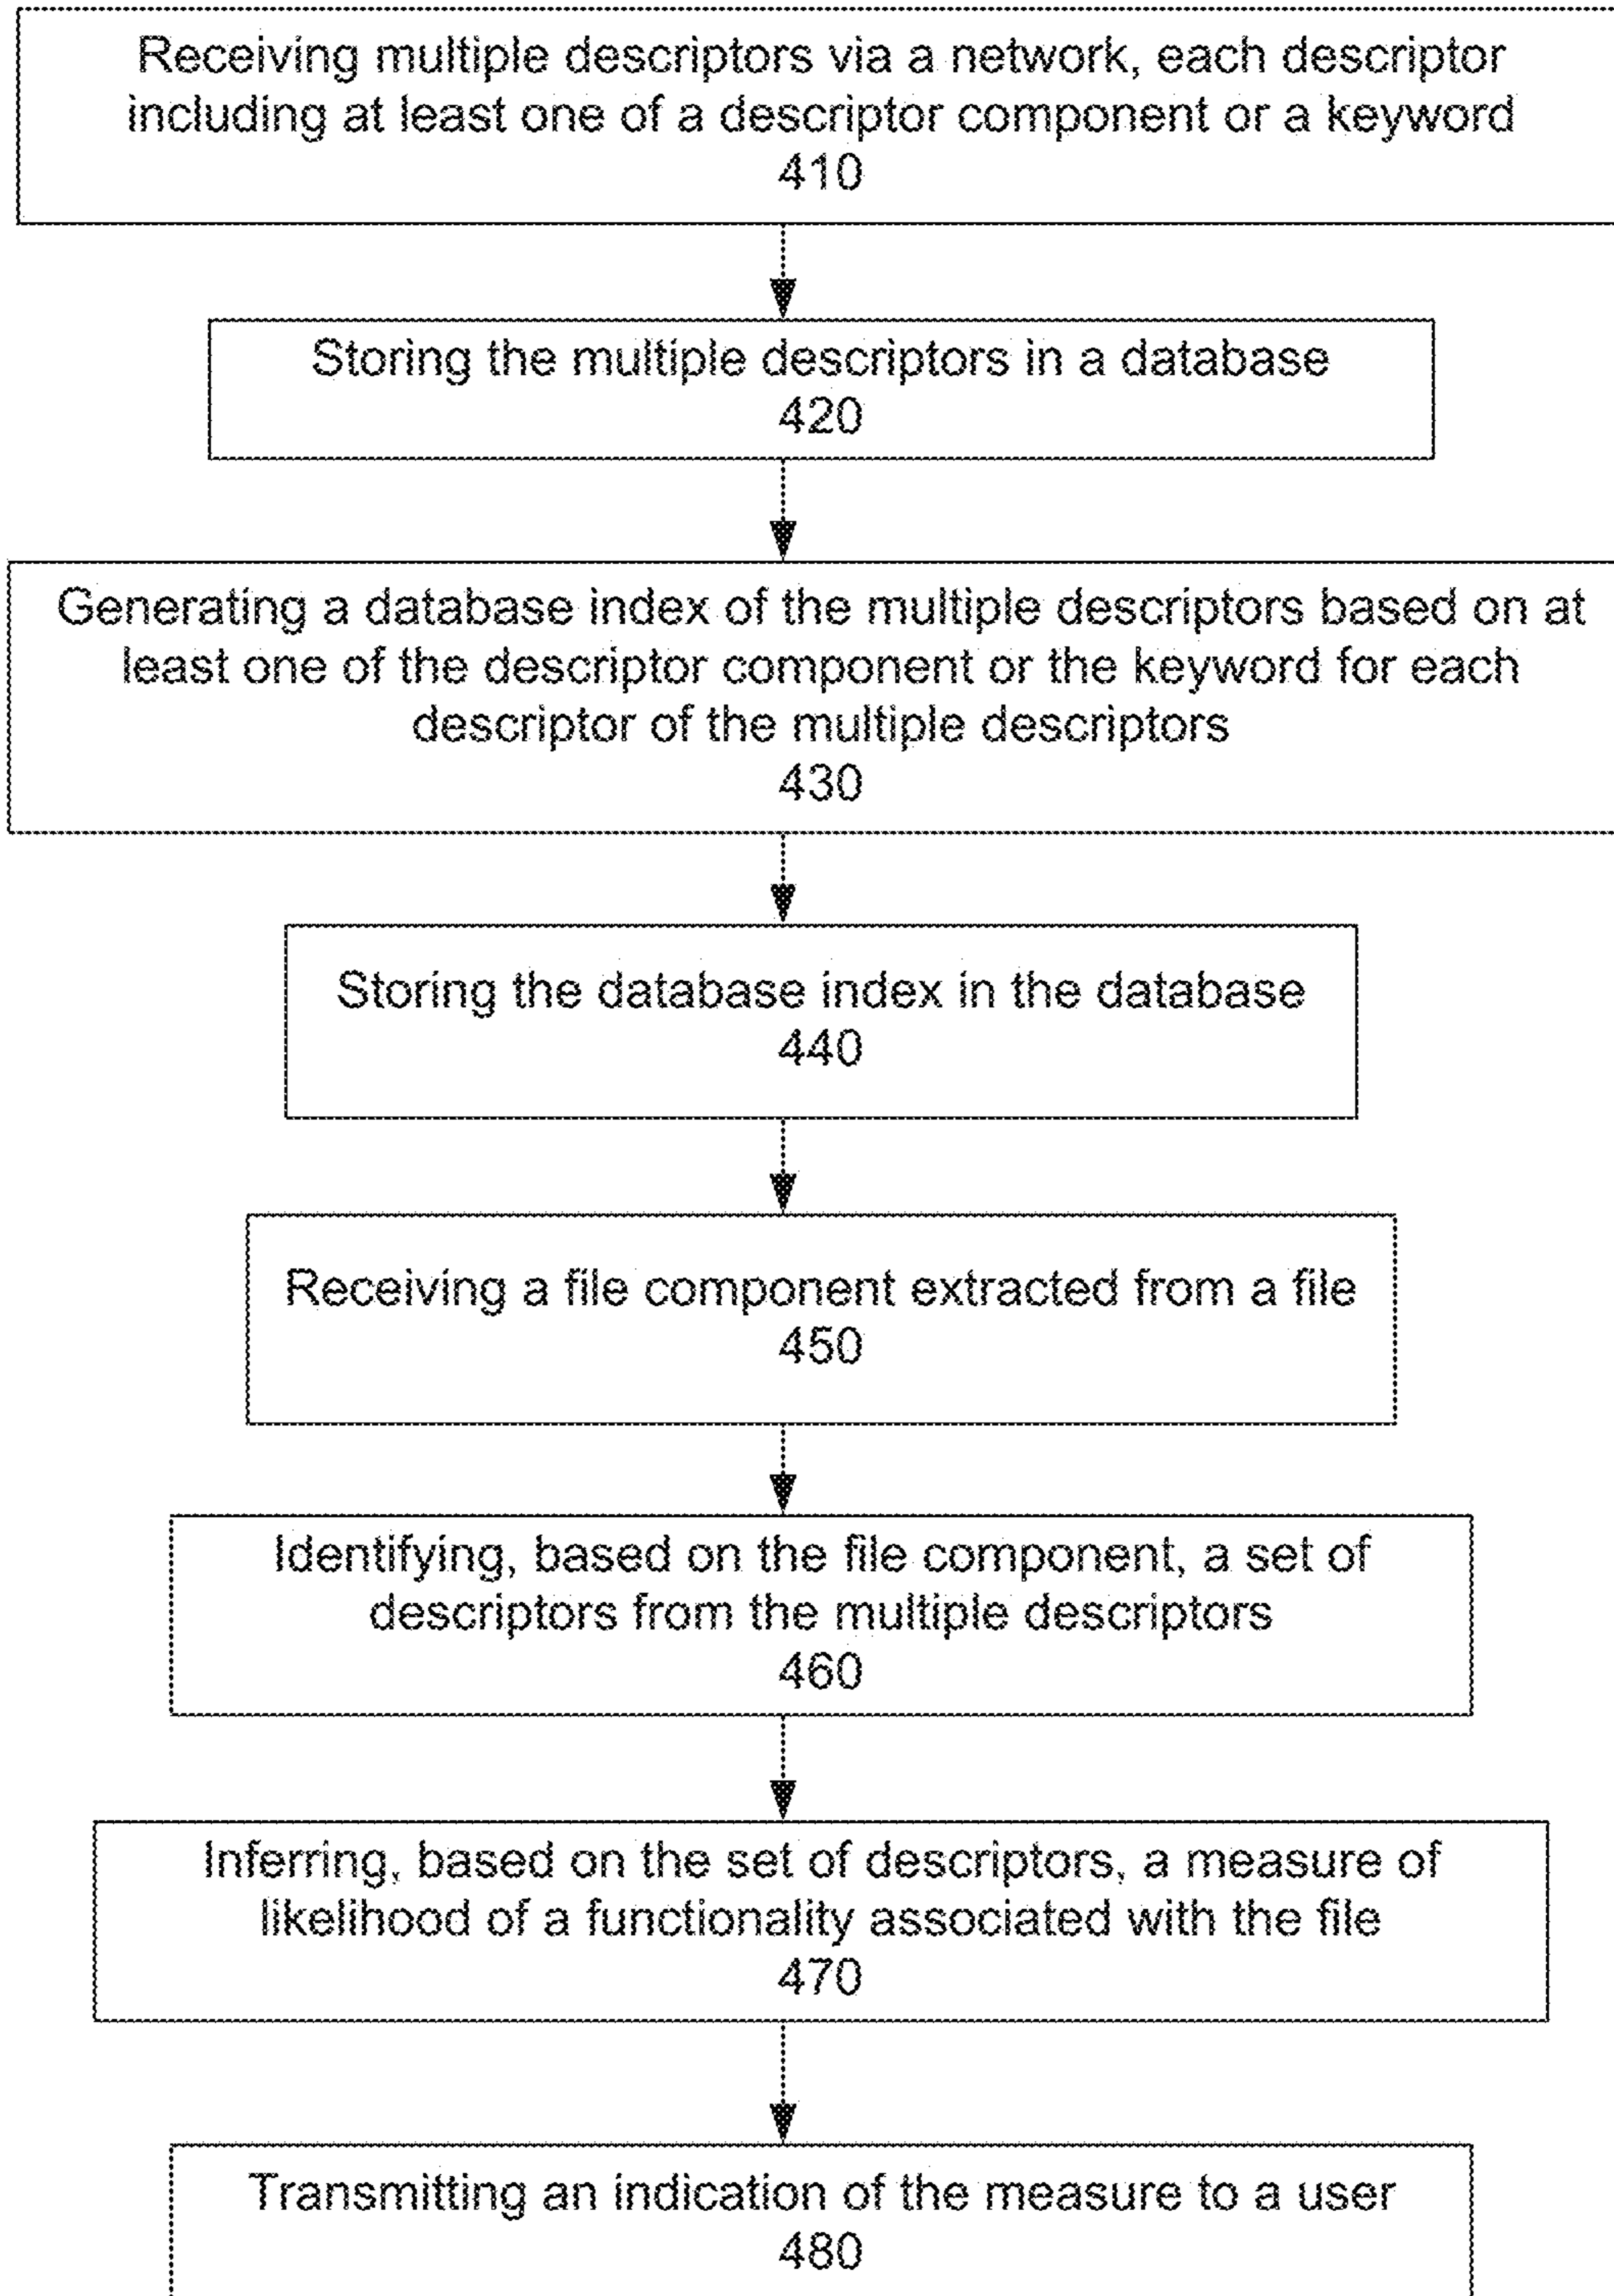 Receiving multiple descriptors via a network, each descriptor
including at least one of a descriptor component or a keyword
410
Storing the multiple descriptors in a database
420
Generating a database index of the multiple descriptors based on at
least one of the descriptor component or the keyword for each
descriptor of the multiple descriptors
430
Storing the database index in the database
440
Receiving a file component extracted from a file
450
Identifying, based on the file component, a set of
descriptors from the multiple descriptors
460
Inferring, based on the set of descriptors, a measure of
likelihood of a functionality associated with the file
470
Transmitting an indication of the measure to a user
480